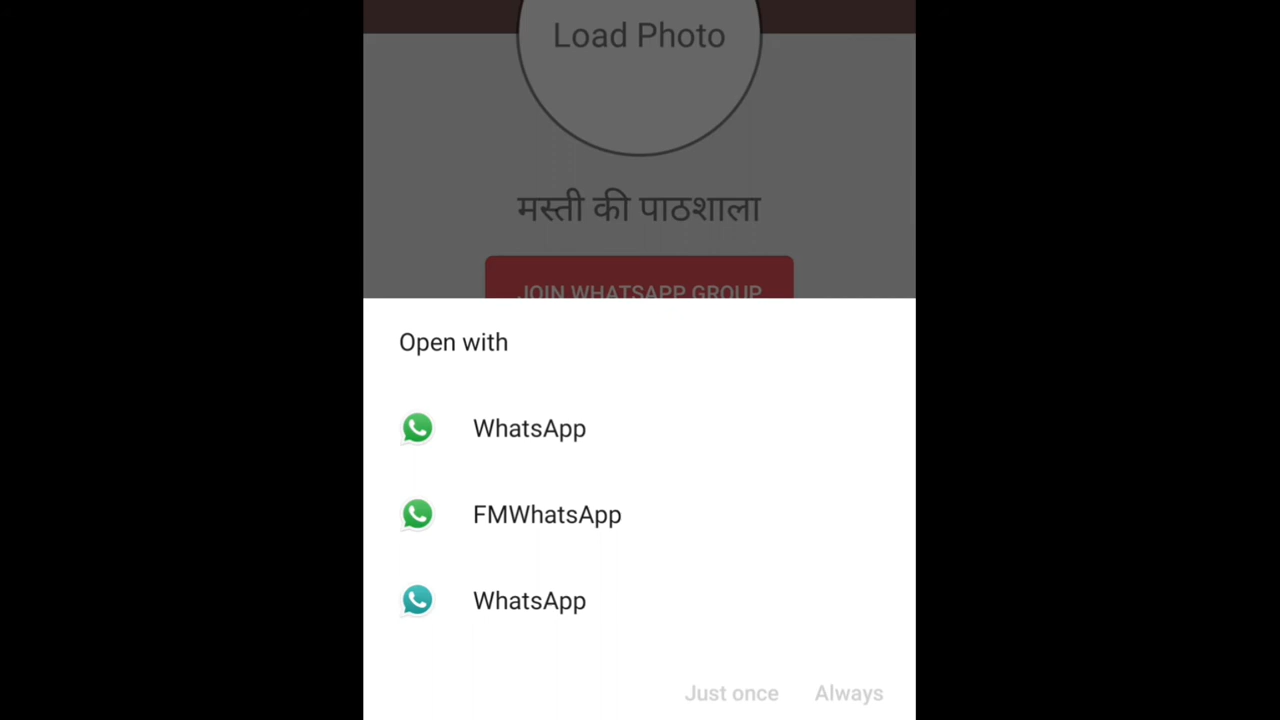 Load Photo
मस्ती की पाठशाला
JOIN WHATSAPP GROUP
Open with
WhatsApp
FMWhatsApp
WhatsApp
Just once Always